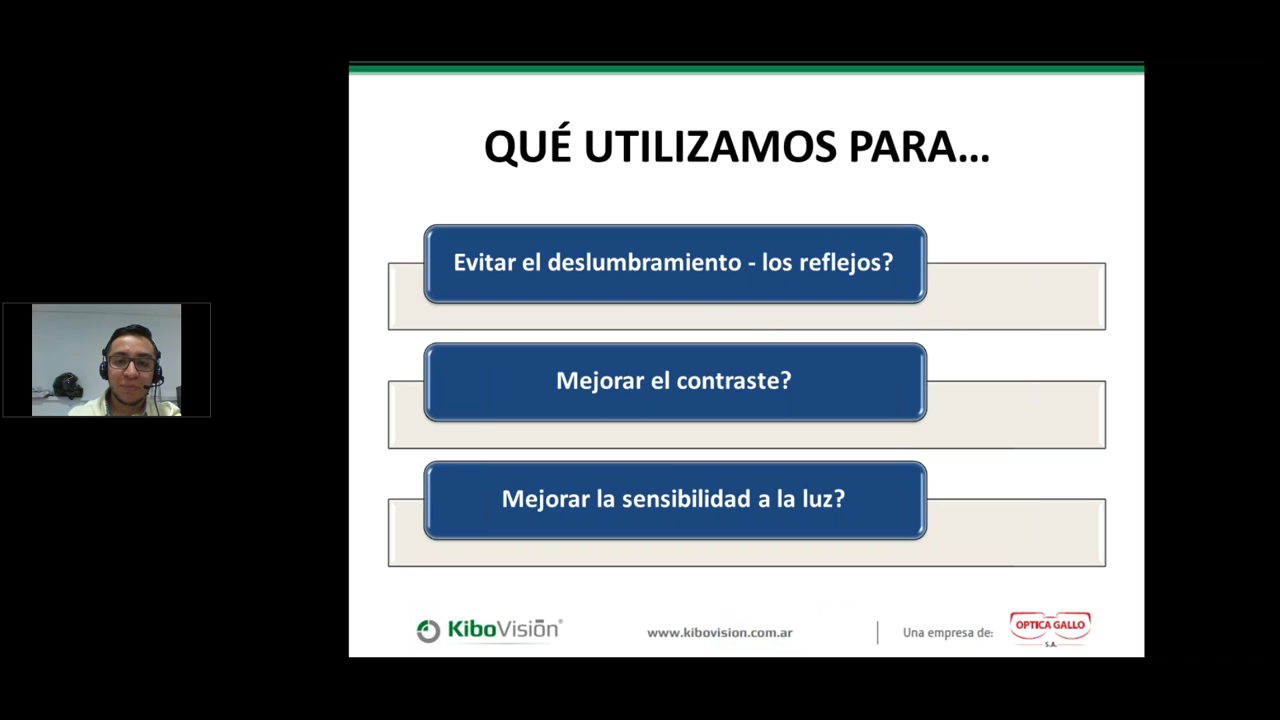 QUÉ UTILIZAMOS PARA...
Evitar el deslumbramiento - los reflejos?
Mejorar el contraste?
Mejorar la sensibilidad a la luz?
KiboVisión®
www.kibovision.com.ar
Una empresa de:
OPTICA GALLO
S.A.